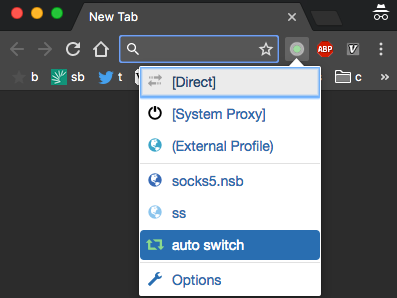 New Tab
ABP
b
sb
t
c
»
[Direct]
[System Proxy]
(External Profile)
socks5.nsb
ss
auto switch
Options